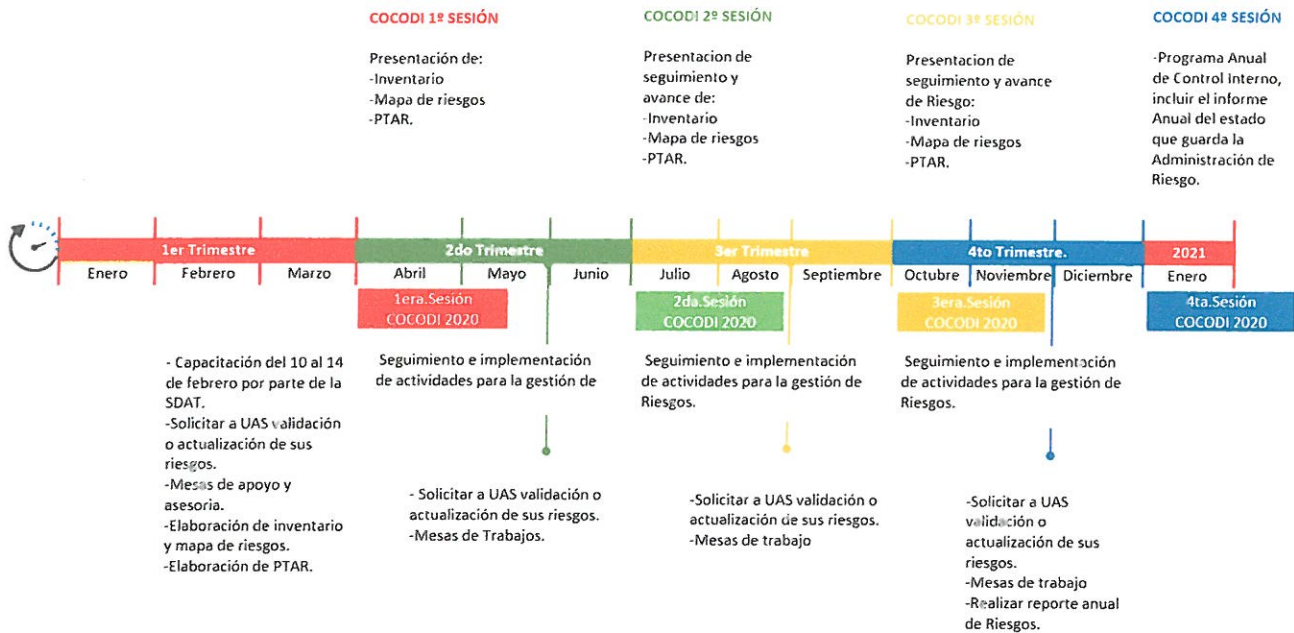 COCODI 1º SESIÓN
Presentación de:
-Inventario
-Mapa de riesgos
-PTAR.
COCODI 2º SESIÓN
Presentacion de
seguimiento y
avance de:
-Inventario
-Mapa de riesgos
-PTAR.
COCODI 3º SESIÓN
Presentacion de
seguimiento y avance
de Riesgo:
-Inventario
-Mapa de riesgos
-PTAR.
COCODI 4º SESIÓN
-Programa Anual
de Control Interno,
incluir el informe
Anual del estado
que guarda la
Administración de
Riesgo.
1er Trimestre
2do Trimestre
3er Trimestre
4to Trimestre.
2021
Enero
Febrero
Marzo
Abril
Mayo
Junio
Julio
Agosto
Septiembre
Octubre
Noviembre
Diciembre
Enero
1era.Sesión
COCODI 2020
2da.Sesión
COCODI 2020
3era.Sesión
COCODI 2020
4ta.Sesión
COCODI 2020
- Capacitación del 10 al 14
de febrero por parte de la
SDAT.
-Solicitar a UAS validación
o actualización de sus
riesgos.
-Mesas de apoyo y
asesoria.
-Elaboración de inventario
y mapa de riesgos.
-Elaboración de PTAR.
Seguimiento e implementación
de actividades para la gestión de
- Solicitar a UAS validación o
actualización de sus riesgos.
-Mesas de Trabajos.
Seguimiento e implementación
de actividades para la gestión de
Riesgos.
-Solicitar a UAS validación o
actualización de sus riesgos.
-Mesas de trabajo
Seguimiento e implementación
de actividades para la gestión de
Riesgos.
-Solicitar a UAS
validación o
actualización de sus
riesgos.
-Mesas de trabajo
-Realizar reporte anual
de Riesgos.